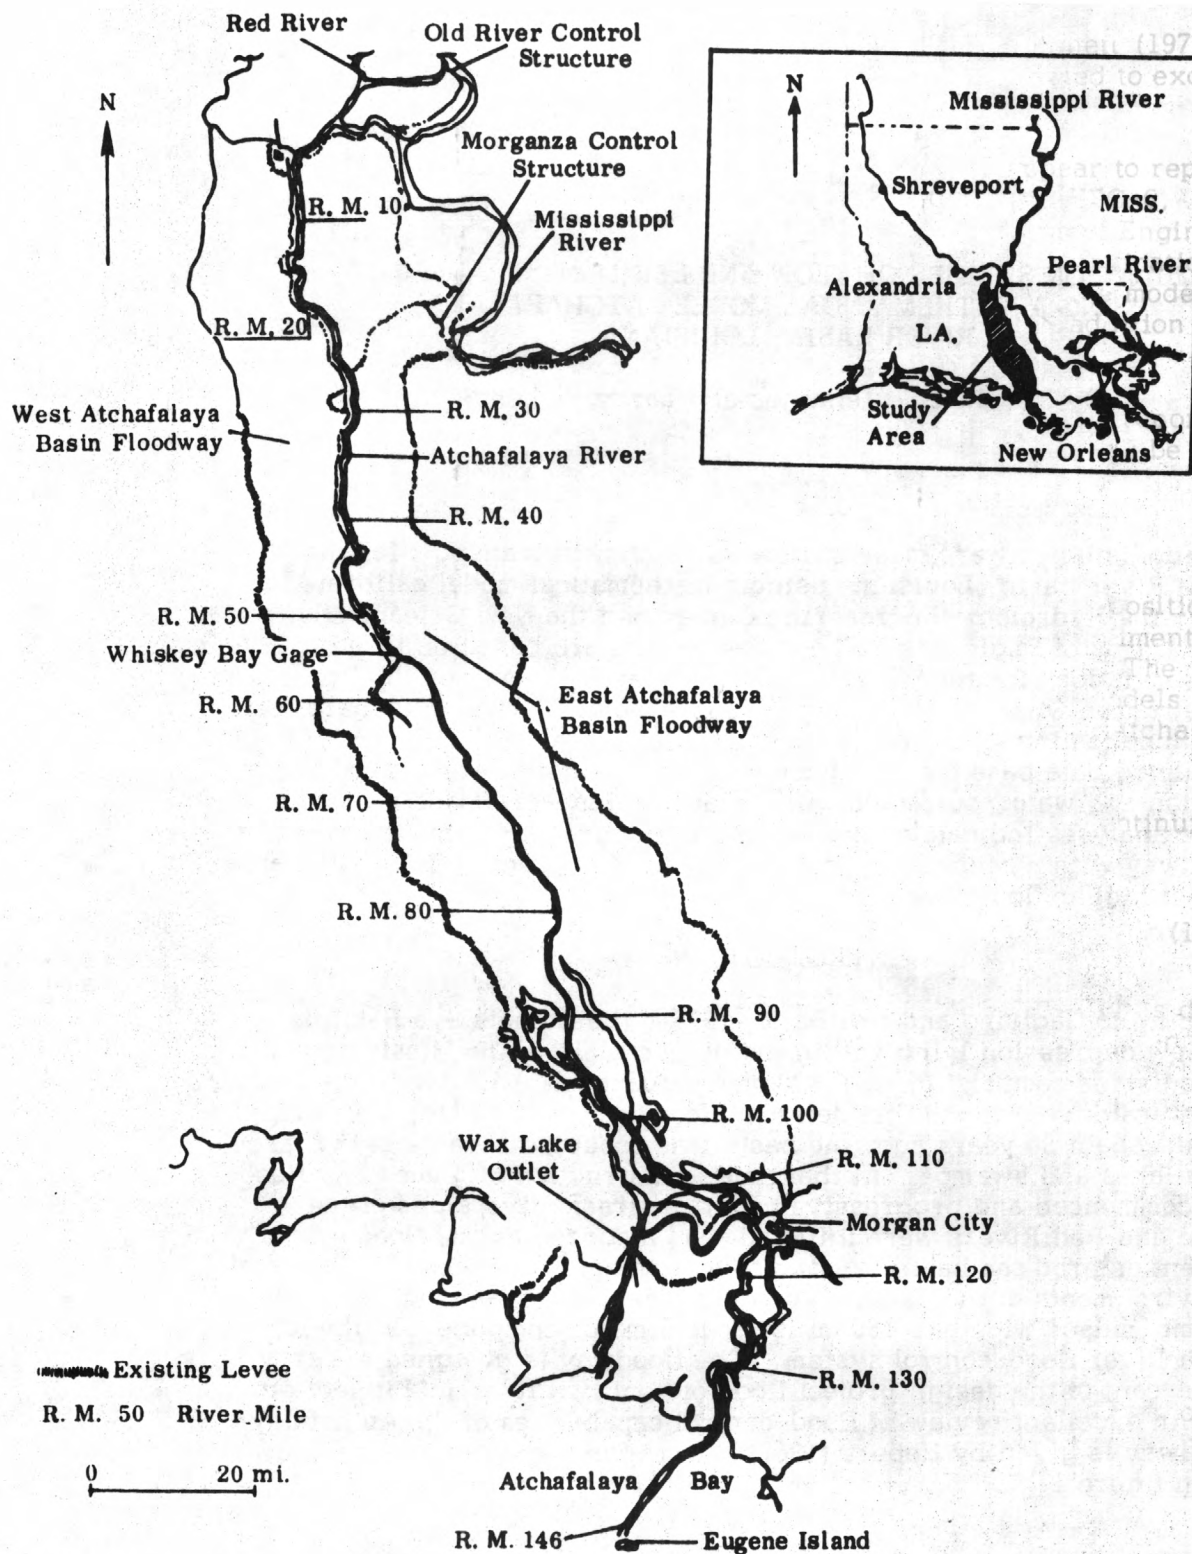 Red River
Old River Control
Structure
N
Morganza Control
Structure
R. M. 10
Mississippi
River
R. M. 20
West Atchafalaya
Basin Floodway
R. M. 30
Atchafalaya River
R. M. 40
R. M. 50
Whiskey Bay Gage
R. M. 60
East Atchafalaya
Basin Floodway
R. M. 70
R. M. 80
R. M. 90
R. M. 100
Wax Lake
Outlet
R. M. 110
Morgan City
R. M. 120
Existing Levee
R. M. 130
R. M. 50 River Mile
0 20 mi.
Atchafalaya Bay
R. M. 146
Eugene Island
N
Mississippi River
Shreveport
MISS.
Pearl River
Alexandria
LA.
Study
Area
New Orleans